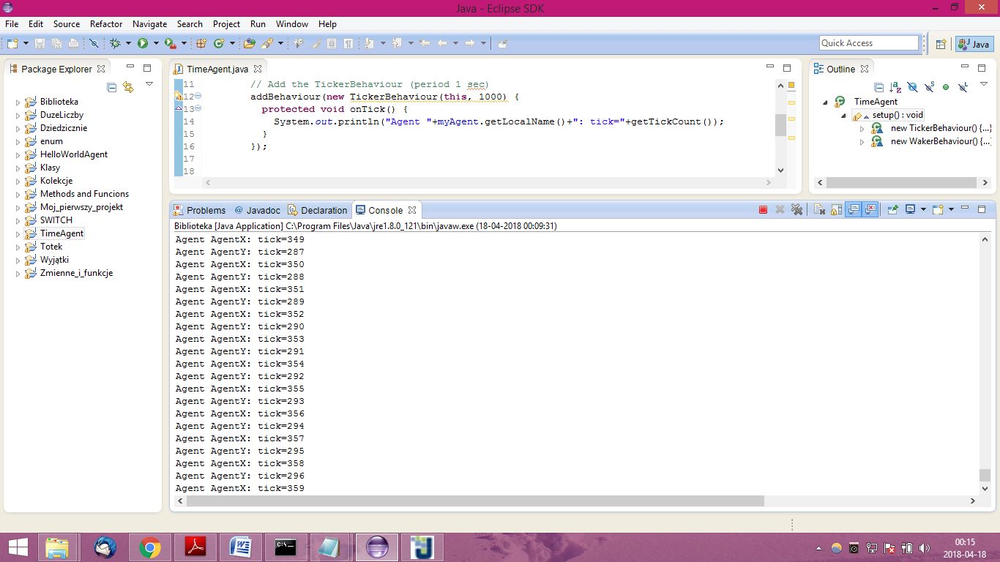 Java - Eclipse SDK
File Edit Source Refactor Navigate Search Project Run Window Help
Quick Access
Java
Package Explorer
Biblioteka
DuzeLiczby
Dziedzicznie
enum
HelloWorldAgent
Klasy
Kolekcje
Methods and Funcions
Moj_pierwszy_projekt
SWITCH
TimeAgent
Totek
Wyjątki
Zmienne_i_funkcje
TimeAgent.java
11 // Add the TickerBehaviour (period 1 sec)
12 addBehaviour(new TickerBehaviour(this, 1000) {
13 protected void onTick() {
14 System.out.println("Agent "+myAgent.getLocalName()+": tick="+getTickCount());
15 }
16 });
17
18
Outline
TimeAgent
setup() : void
new TickerBehaviour() {...}
new WakerBehaviour() {...}
Problems @ Javadoc Declaration Console
Biblioteka [Java Application] C:\Program Files\Java\jre1.8.0_121\bin\javaw.exe (18-04-2018 00:09:31)
Agent AgentX: tick=349
Agent AgentY: tick=287
Agent AgentX: tick=350
Agent AgentY: tick=288
Agent AgentX: tick=351
Agent AgentY: tick=289
Agent AgentX: tick=352
Agent AgentY: tick=290
Agent AgentX: tick=353
Agent AgentY: tick=291
Agent AgentX: tick=354
Agent AgentY: tick=292
Agent AgentX: tick=355
Agent AgentY: tick=293
Agent AgentX: tick=356
Agent AgentY: tick=294
Agent AgentX: tick=357
Agent AgentY: tick=295
Agent AgentX: tick=358
Agent AgentY: tick=296
Agent AgentX: tick=359
00:15
2018-04-18